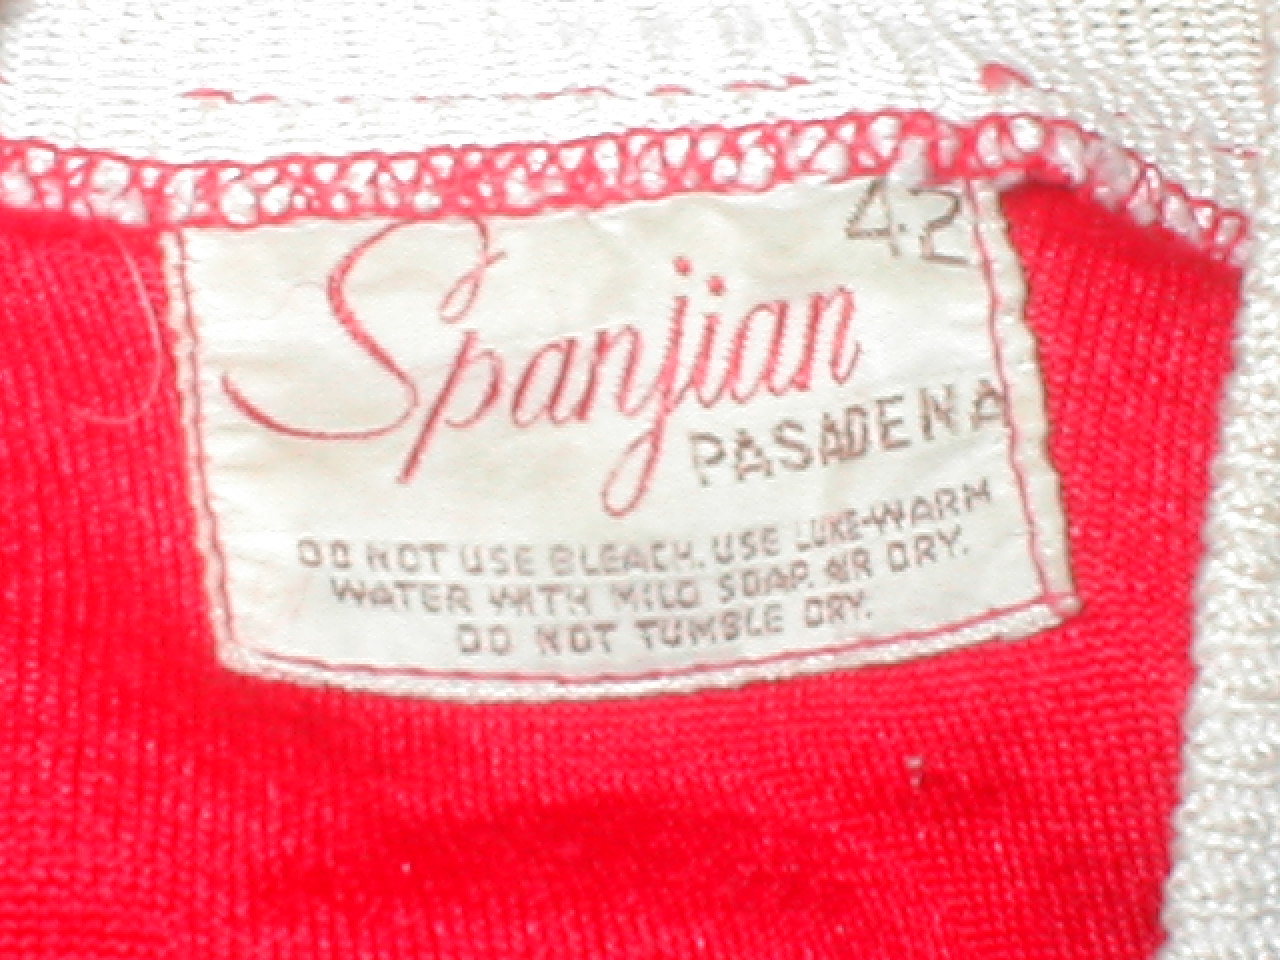 42
Spanjian
PASADENA
DO NOT USE BLEACH. USE LUKE-WARM
WATER WITH MILD SOAP. AIR DRY.
DO NOT TUMBLE DRY.